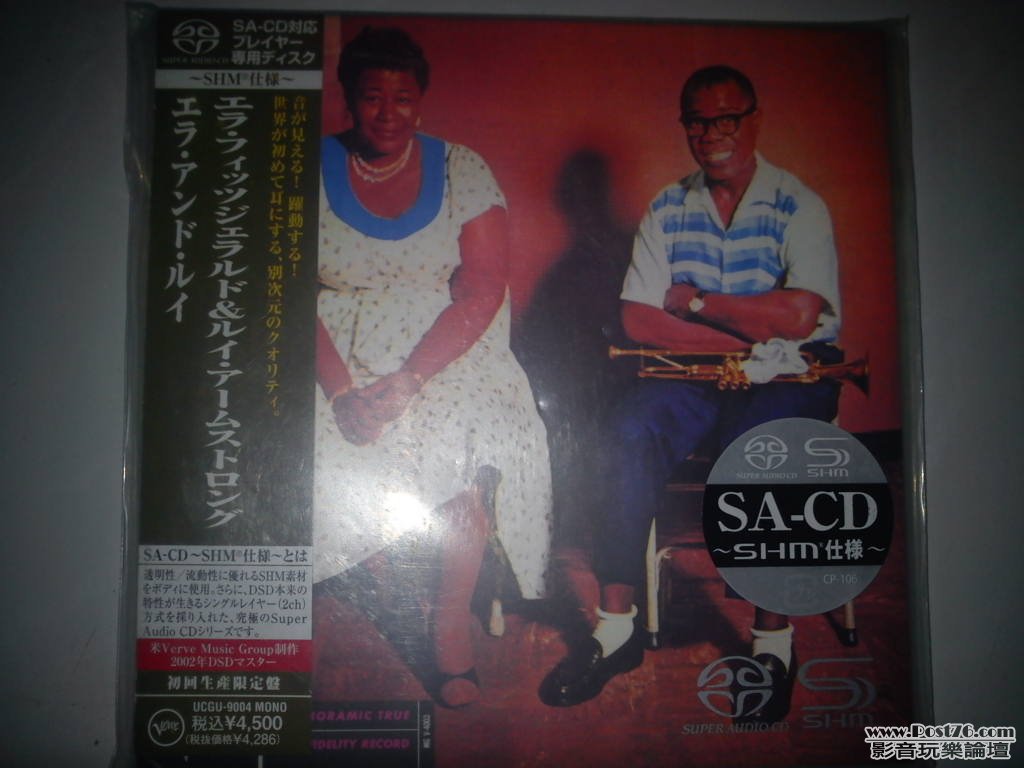 SUPER AUDIO CD
SA-CD対応
プレイヤー
専用ディスク
～SHM®仕様～
音が見える！躍動する！
世界が初めて耳にする、別次元のクオリティ。
エラ・フィッツジェラルド&ルイ・アームストロング
エラ・アンド・ルイ
SA-CD～SHM®仕様～とは
透明性／流動性に優れるSHM素材
をボディに使用。さらに、DSD本来の
特性が生きるシングルレイヤー(2ch)
方式を採り入れた、究極のSuper
Audio CDシリーズです。
米Verve Music Group制作
2002年DSDマスター
初回生産限定盤
UCGU-9004 MONO
Verve
税込¥4,500
(税抜価格¥4,286)
ORAMIC TRUE
IDELITY RECORD
SUPER AUDIO CD
SHM
SA-CD
～SHM®仕様～
CP-106
SUPER AUDIO CD
SHM
www.Post76.com
影音玩樂論壇